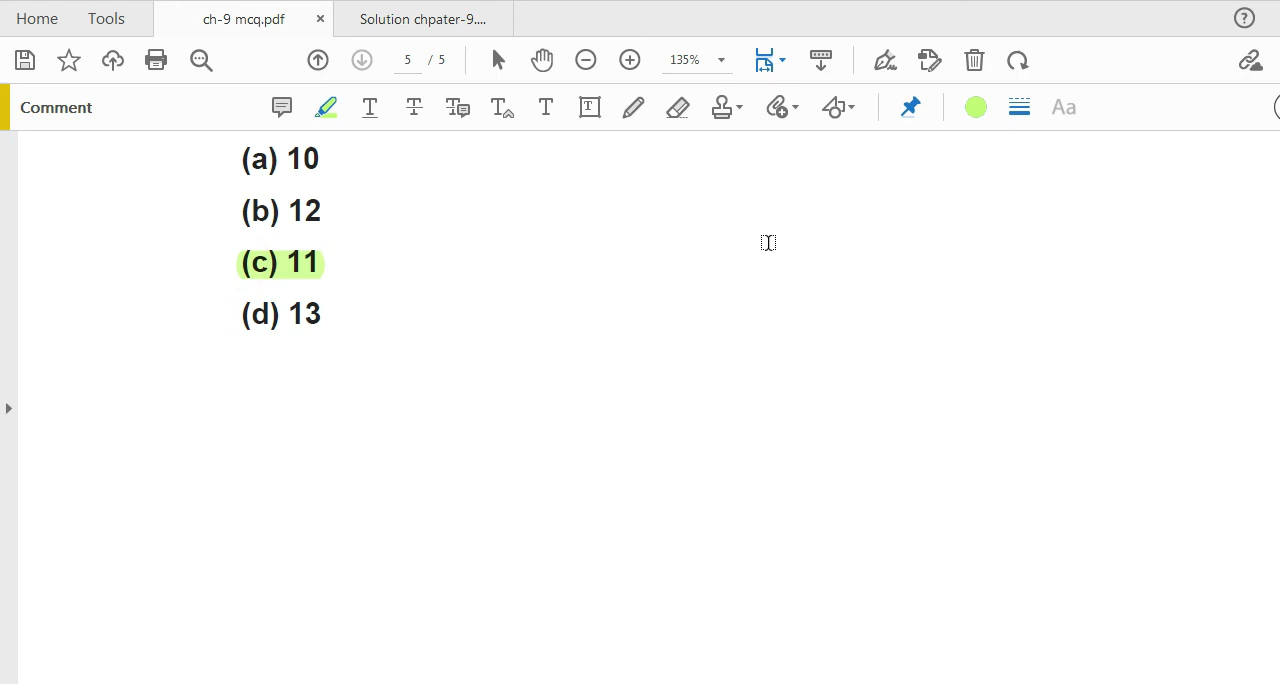 Home Tools ch-9 mcq.pdf × Solution chpater-9....
5 / 5 135%
Comment Aa
(a) 10
(b) 12
(c) 11
(d) 13